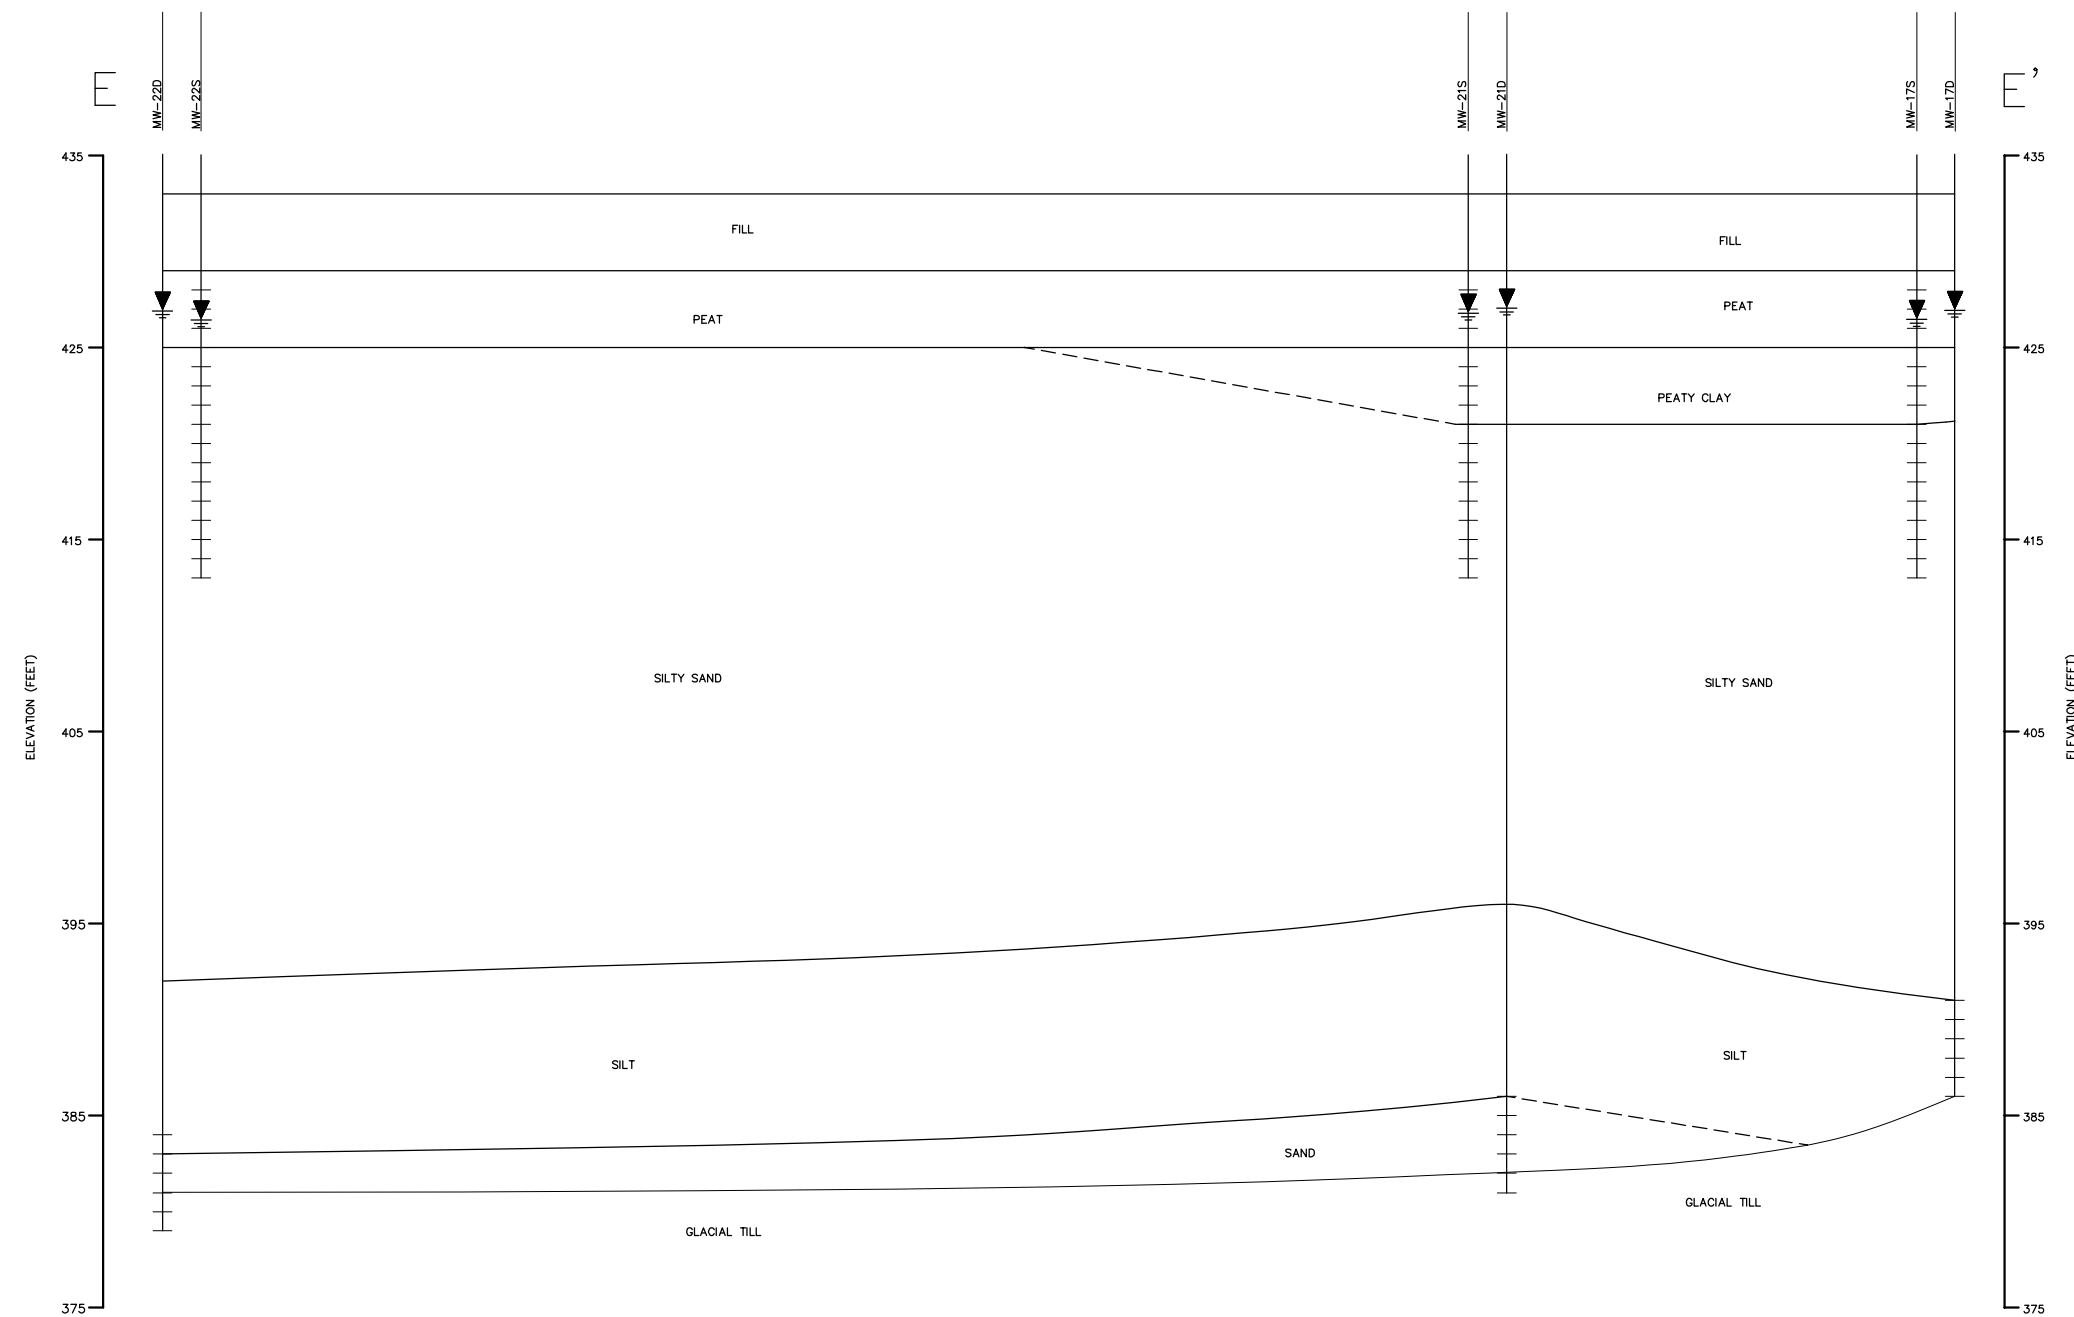 E
MW-22D
MW-22S
MW-21S
MW-21D
MW-17S
MW-17D
E'
435
435
FILL
FILL
PEAT
PEAT
425
425
PEATY CLAY
415
415
ELEVATION (FEET)
SILTY SAND
SILTY SAND
ELEVATION (FEET)
405
405
395
395
SILT
SILT
385
385
SAND
GLACIAL TILL
GLACIAL TILL
375
375